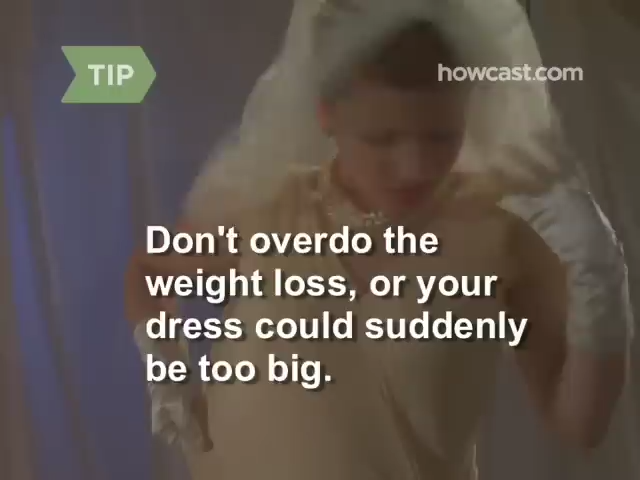 TIP
howcast.com
Don't overdo the
weight loss, or your
dress could suddenly
be too big.